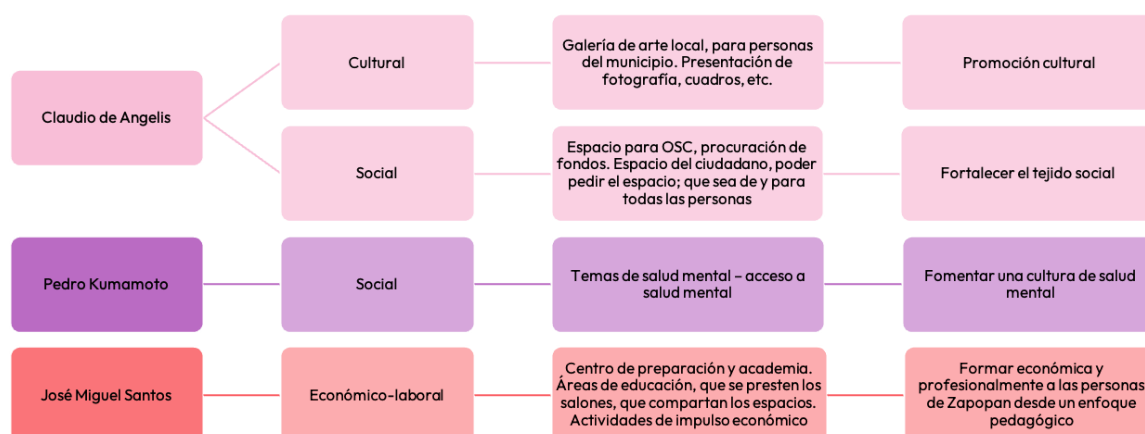 Claudio de Angelis
Cultural
Galería de arte local, para personas
del municipio. Presentación de
fotografía, cuadros, etc.
Promoción cultural
Social
Espacio para OSC, procuración de
fondos. Espacio del ciudadano, poder
pedir el espacio; que sea de y para
todas las personas
Fortalecer el tejido social
Pedro Kumamoto
Social
Temas de salud mental – acceso a
salud mental
Fomentar una cultura de salud
mental
José Miguel Santos
Económico-laboral
Centro de preparación y academia.
Áreas de educación, que se presten los
salones, que compartan los espacios.
Actividades de impulso económico
Formar económica y
profesionalmente a las personas
de Zapopan desde un enfoque
pedagógico